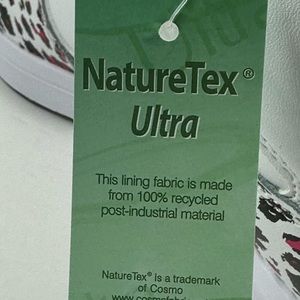 NatureTex®
Ultra
This lining fabric is made
from 100% recycled
post-industrial material
NatureTex® is a trademark
of Cosmo